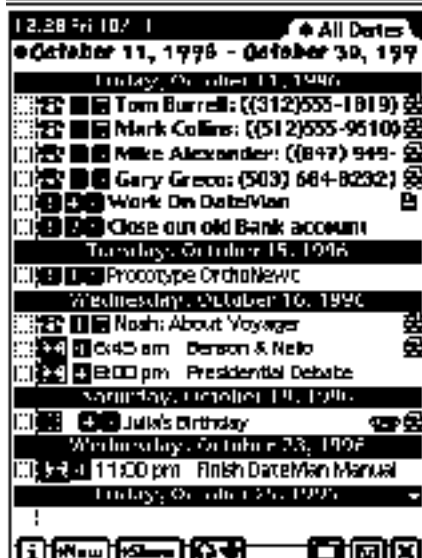 12:28 Fri 10/ 1 ♦ All Dates
October 11, 1996 - October 30, 199
Friday, October 11, 1996
Tom Burrell: ((312)555-1819)
Mark Collins: ((512)555-9510)
Mike Alexander: ((847) 949-
Gary Greco: (503) 684-8232)
Work On DateMan
Close out old Bank account
Tuesday, October 15, 1996
Prototype OrthoNews
Wednesday, October 16, 1996
Noah: About Voyager
6:45 am Benson & Nello
8:00 pm Presidential Debate
Saturday, October 19, 1996
Julia's Birthday
Wednesday, October 23, 1996
11:00 pm Finish DateMan Manual
Friday, October 25, 1996
New Show